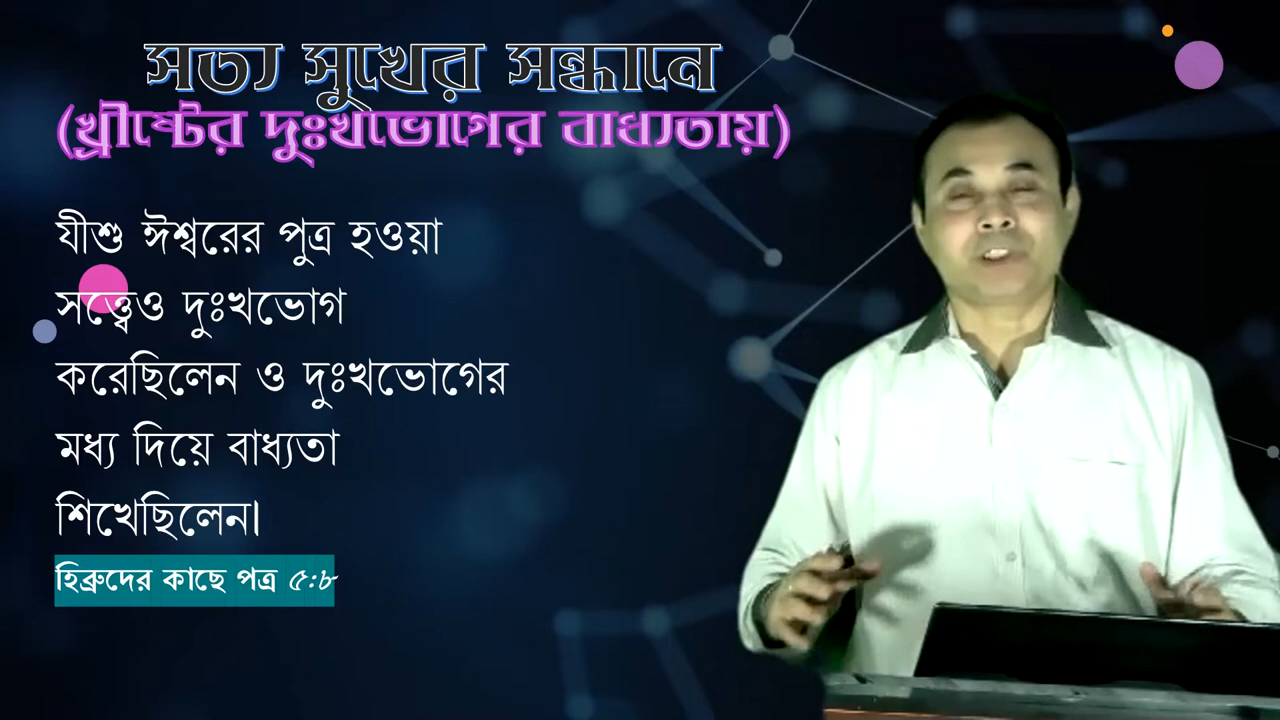 সত্য সুখের সন্ধানে
(খ্রীষ্টের দুঃখভোগের বাধ্যতায়)
যীশু ঈশ্বরের পুত্র হওয়া
সত্ত্বেও দুঃখভোগ
করেছিলেন ও দুঃখভোগের
মধ্য দিয়ে বাধ্যতা
শিখেছিলেন।
হিব্রুদের কাছে পত্র ৫:৮